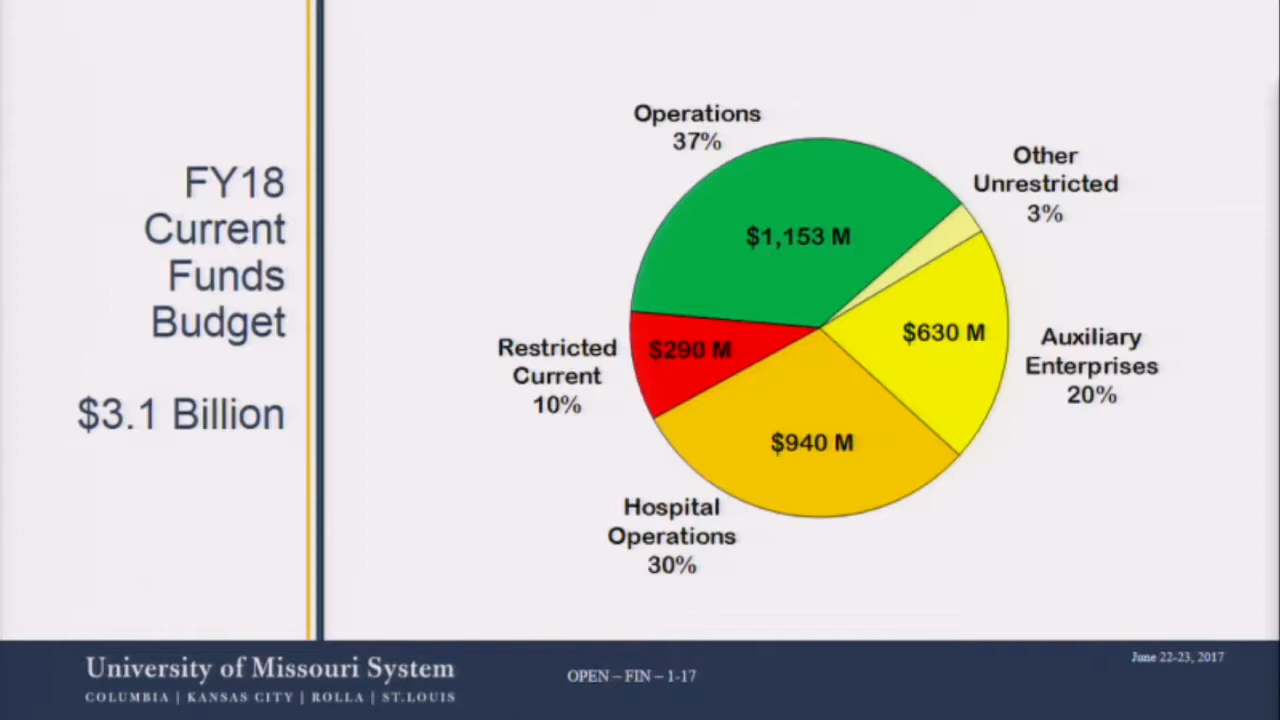 FY18
Current
Funds
Budget
$3.1 Billion
Operations
37%
Other
Unrestricted
3%
$1,153 M
Restricted
Current
10%
$290 M
$630 M
Auxiliary
Enterprises
20%
$940 M
Hospital
Operations
30%
University of Missouri System
COLUMBIA | KANSAS CITY | ROLLA | ST.LOUIS
OPEN – FIN – 1-17
June 22-23, 2017